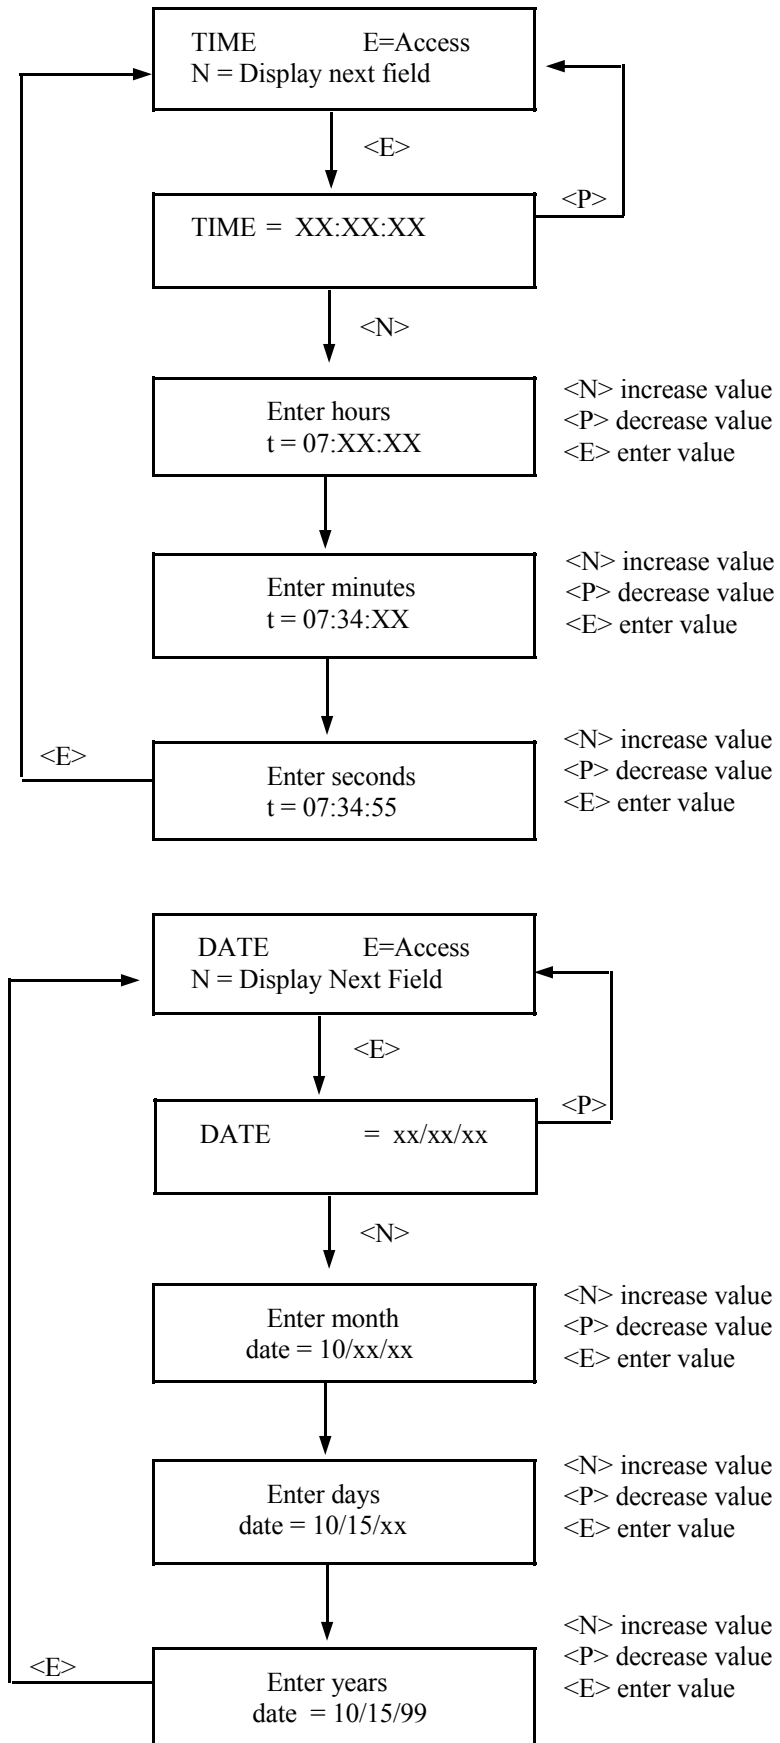 TIME E=Access
N = Display next field
<E>
<P>
TIME = XX:XX:XX
<N>
Enter hours
t = 07:XX:XX
<N> increase value
<P> decrease value
<E> enter value
Enter minutes
t = 07:34:XX
<N> increase value
<P> decrease value
<E> enter value
<E>
Enter seconds
t = 07:34:55
<N> increase value
<P> decrease value
<E> enter value
DATE E=Access
N = Display Next Field
<E>
<P>
DATE = xx/xx/xx
<N>
Enter month
date = 10/xx/xx
<N> increase value
<P> decrease value
<E> enter value
Enter days
date = 10/15/xx
<N> increase value
<P> decrease value
<E> enter value
<E>
Enter years
date = 10/15/99
<N> increase value
<P> decrease value
<E> enter value